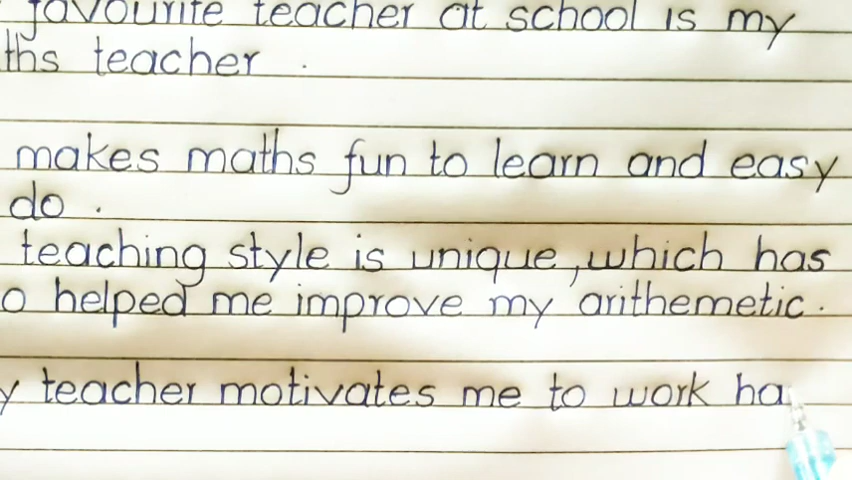 favourite teacher at school is my
ths teacher .
makes maths fun to learn and easy
do .
teaching style is unique, which has
o helped me improve my arithemetic .
y teacher motivates me to work ha